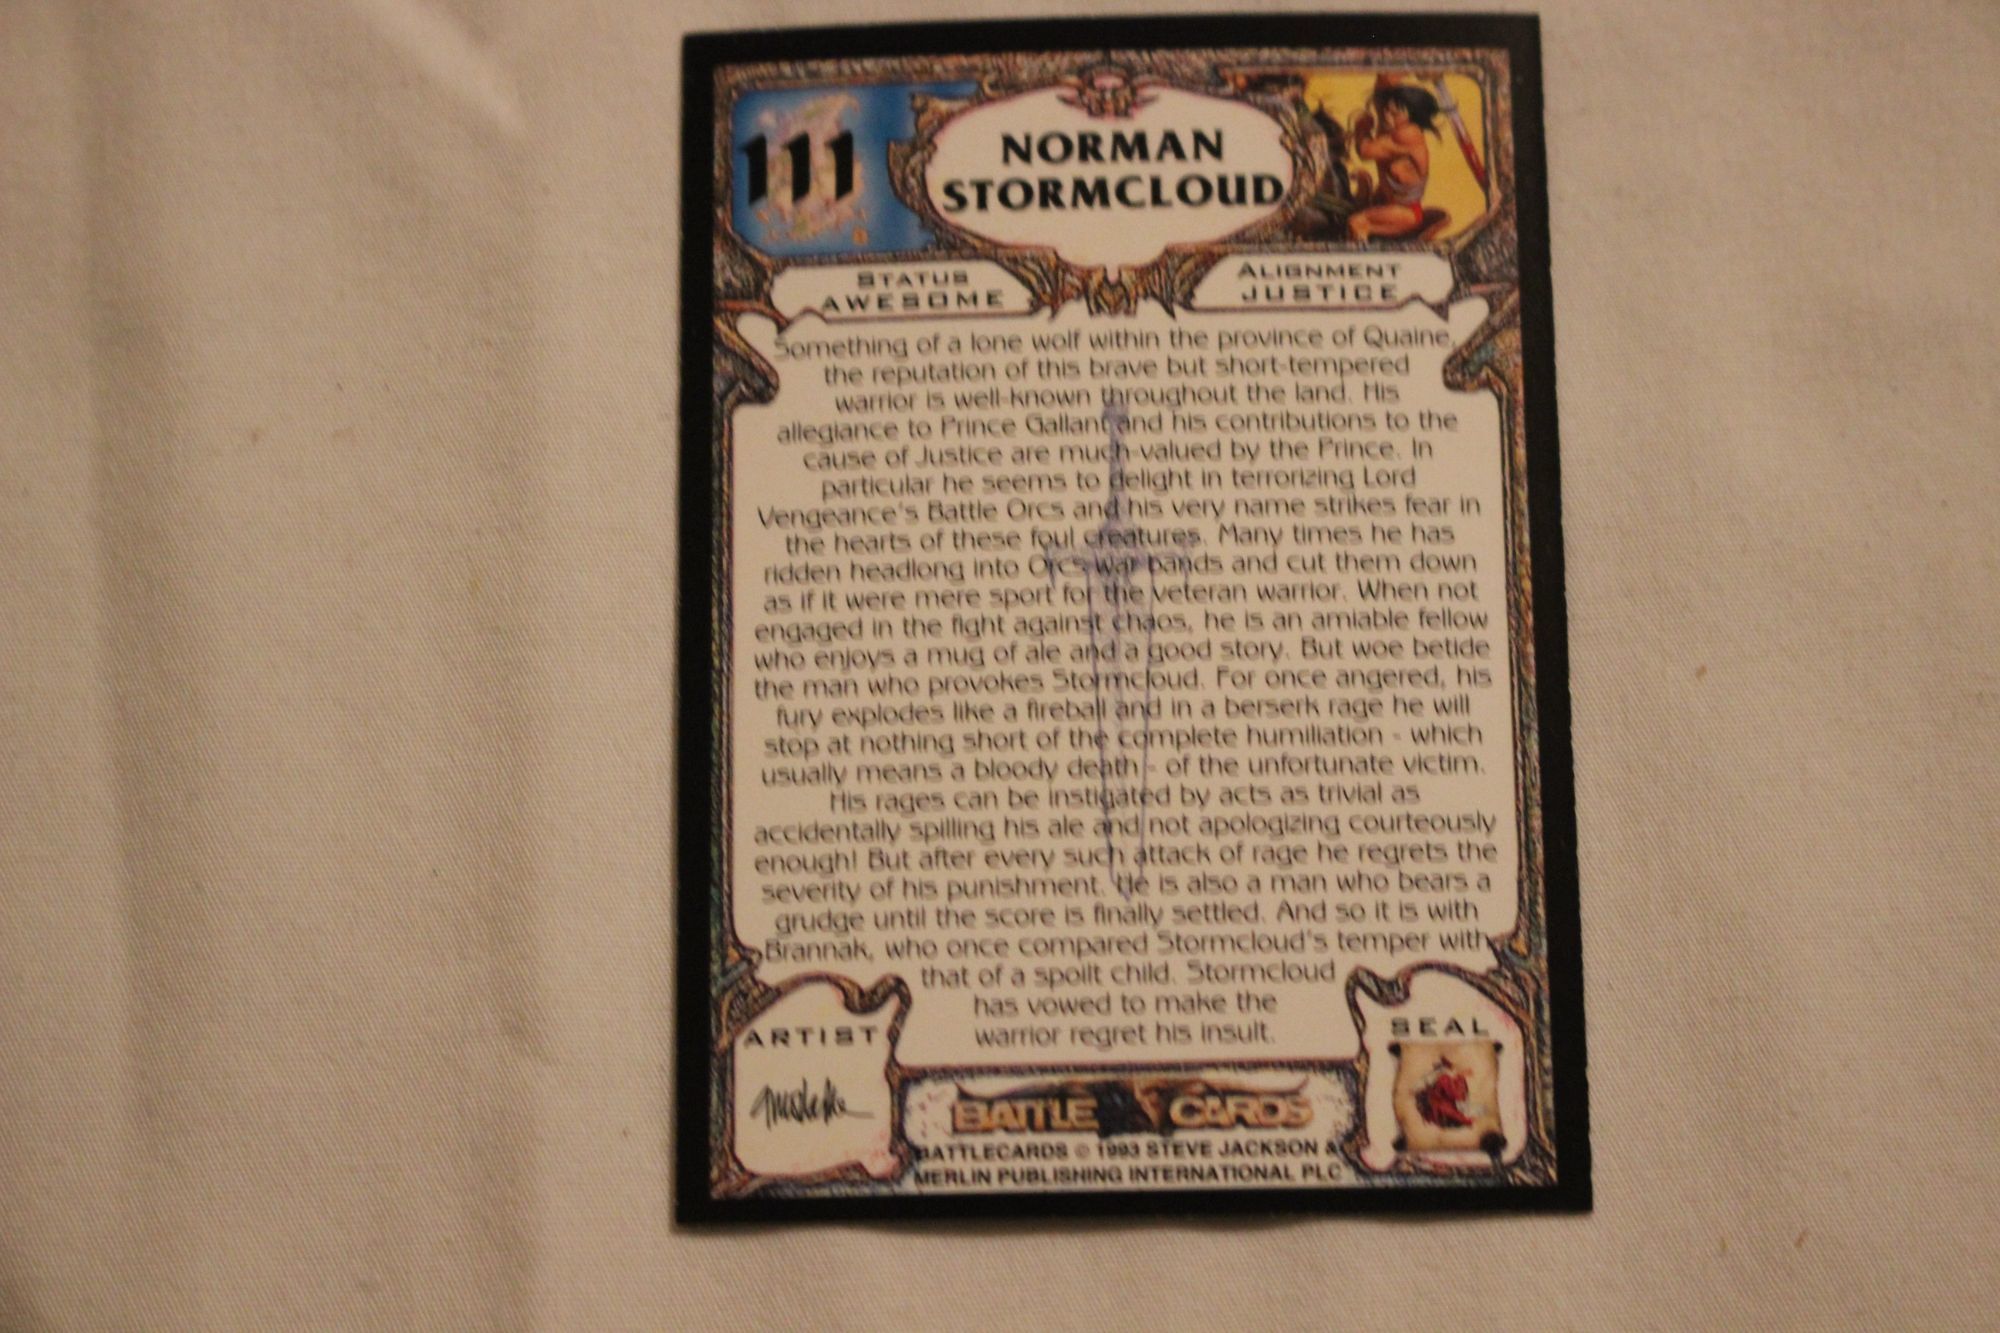 111
NORMAN
STORMCLOUD
STATUS
AWESOME
ALIGNMENT
JUSTICE
Something of a lone wolf within the province of Quaine,
the reputation of this brave but short-tempered
warrior is well-known throughout the land. His
allegiance to Prince Gallant and his contributions to the
cause of Justice are much-valued by the Prince. In
particular he seems to delight in terrorizing Lord
Vengeance's Battle Orcs and his very name strikes fear in
the hearts of these foul creatures. Many times he has
ridden headlong into Orcs war bands and cut them down
as if it were mere sport for the veteran warrior. When not
engaged in the fight against chaos, he is an amiable fellow
who enjoys a mug of ale and a good story. But woe betide
the man who provokes Stormcloud. For once angered, his
fury explodes like a fireball and in a berserk rage he will
stop at nothing short of the complete humiliation - which
usually means a bloody death - of the unfortunate victim.
His rages can be instigated by acts as trivial as
accidentally spilling his ale and not apologizing courteously
enough! But after every such attack of rage he regrets the
severity of his punishment. He is also a man who bears a
grudge until the score is finally settled. And so it is with
Brannak, who once compared Stormcloud's temper with
that of a spoilt child. Stormcloud
has vowed to make the
warrior regret his insult.
ARTIST
SEAL
BATTLE CARDS
BATTLECARDS © 1993 STEVE JACKSON &
MERLIN PUBLISHING INTERNATIONAL PLC